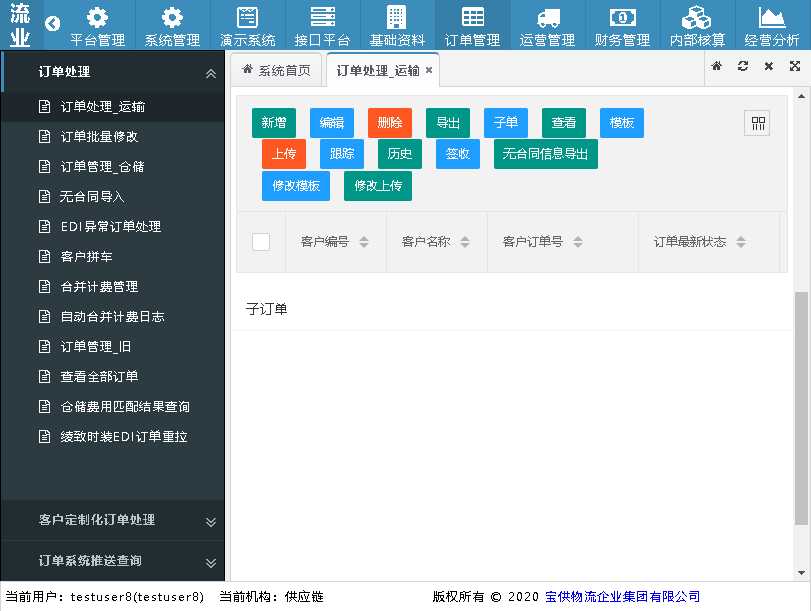 流业
平台管理 系统管理 演示系统 接口平台 基础资料 订单管理 运营管理 财务管理 内部核算 经营分析
订单处理
订单处理_运输
订单批量修改
订单管理_仓储
无合同导入
EDI异常订单处理
客户拼车
合并计费管理
自动合并计费日志
订单管理_旧
查看全部订单
仓储费用匹配结果查询
绫致时装EDI订单重拉
客户定制化订单处理
订单系统推送查询
系统首页 订单处理_运输
新增 编辑 删除 导出 子单 查看 模板
上传 跟踪 历史 签收 无合同信息导出
修改模板 修改上传
客户编号 客户名称 客户订单号 订单最新状态
子订单
当前用户：testuser8(testuser8) 当前机构：供应链 版权所有 © 2020 宝供物流企业集团有限公司